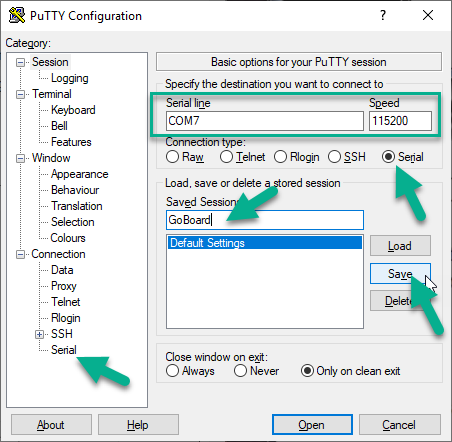 PuTTY Configuration
Category:
Session
Logging
Terminal
Keyboard
Bell
Features
Window
Appearance
Behaviour
Translation
Selection
Colours
Connection
Data
Proxy
Telnet
Rlogin
SSH
Serial
Basic options for your PuTTY session
Specify the destination you want to connect to
Serial line Speed
COM7 115200
Connection type:
Raw Telnet Rlogin SSH Serial
Load, save or delete a stored session
Saved Sessions
GoBoard
Default Settings
Load
Save
Delete
Close window on exit:
Always Never Only on clean exit
About Help Open Cancel